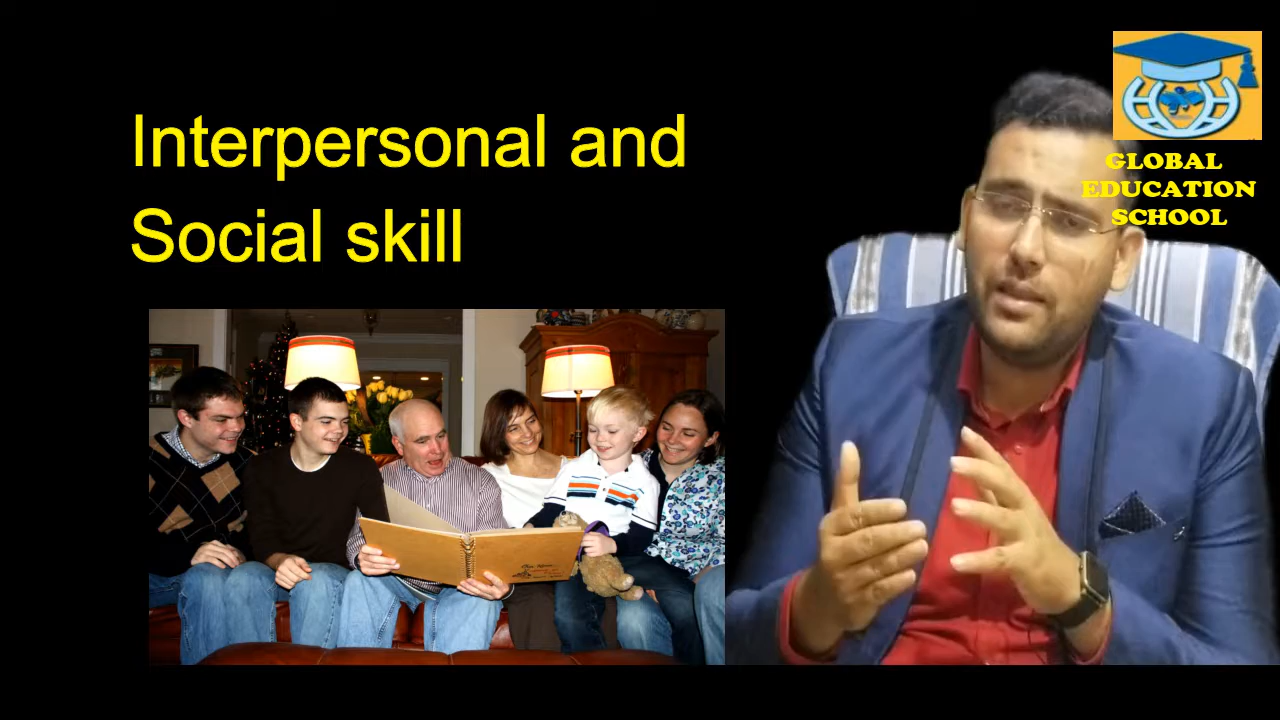 Interpersonal and
Social skill
GLOBAL
EDUCATION
SCHOOL